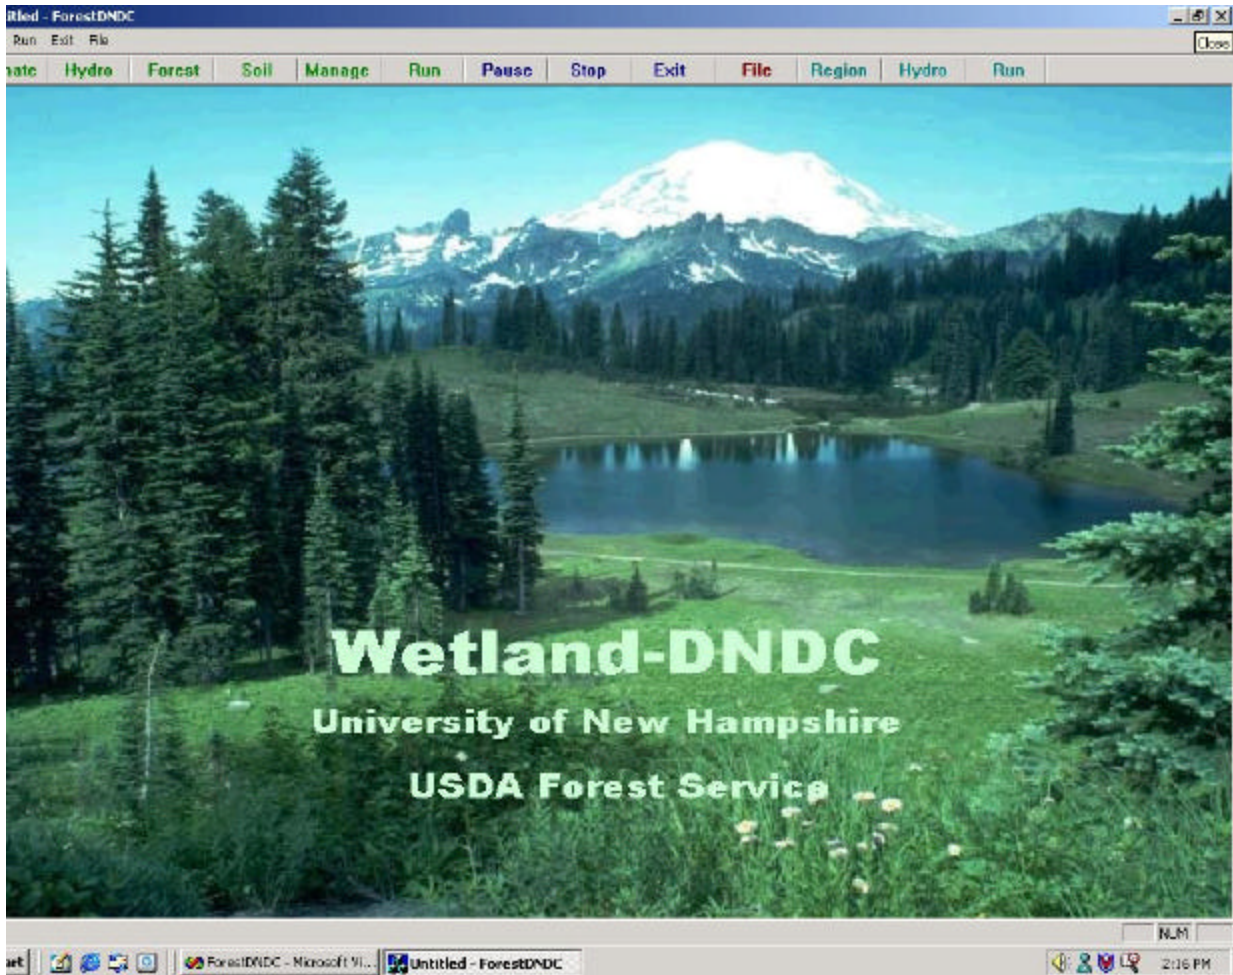 itled - ForestDNDC
Run Exit File
Close
nate Hydro Forest Soil Manage Run Pause Stop Exit File Region Hydro Run
Wetland-DNDC
University of New Hampshire
USDA Forest Service
NUM
art ForestDNDC - Microsoft Vi... Untitled - ForestDNDC 2:16 PM